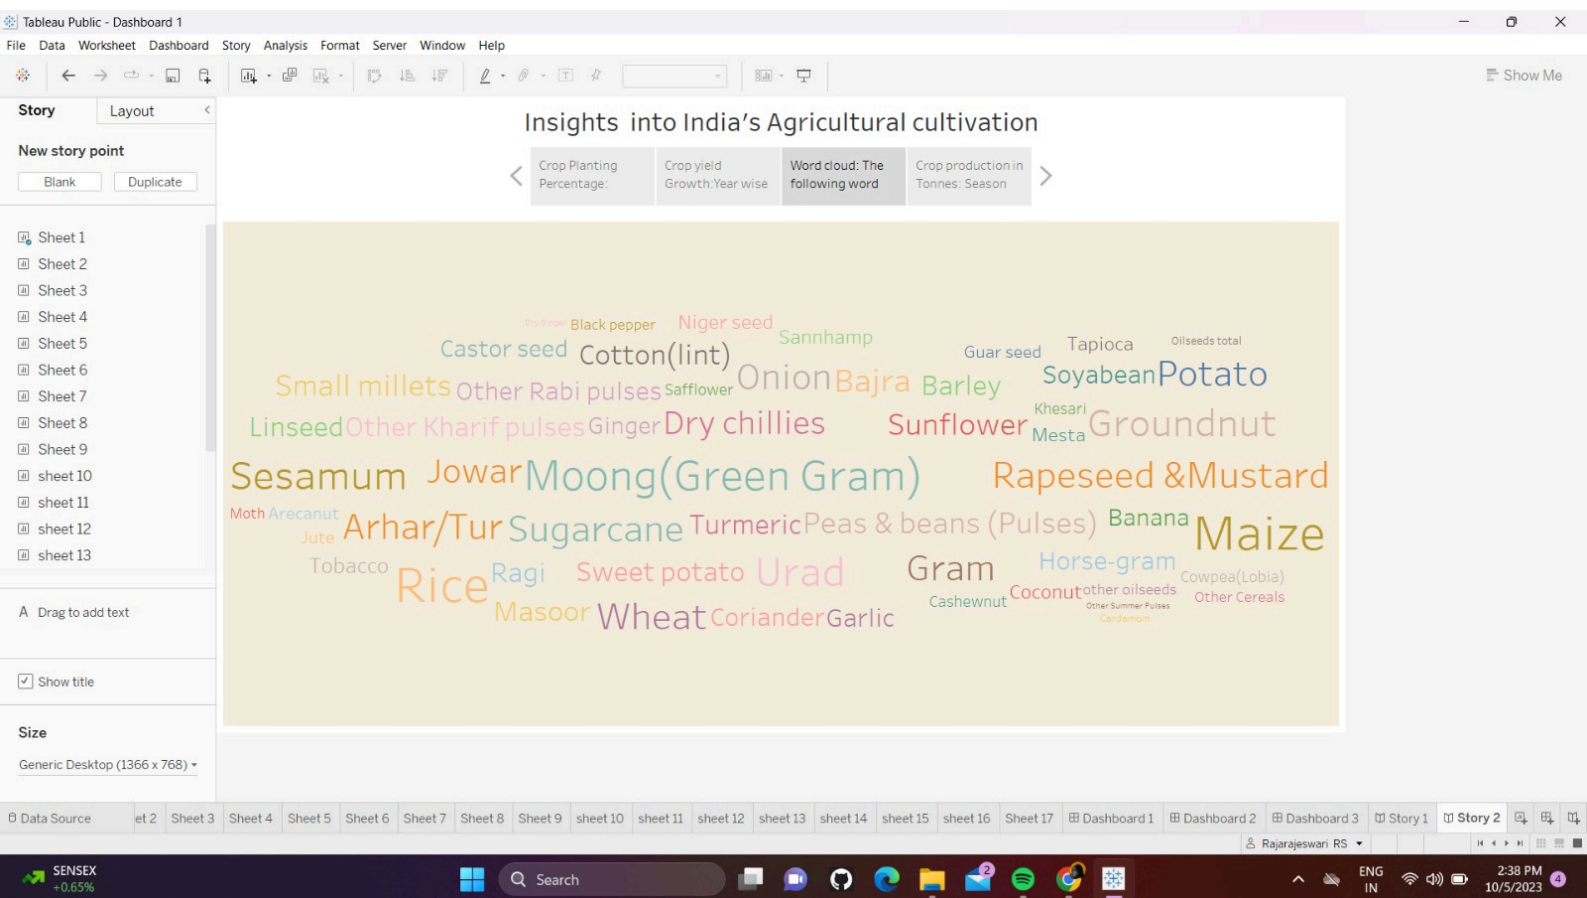 Tableau Public - Dashboard 1
File Data Worksheet Dashboard Story Analysis Format Server Window Help
Show Me
Story Layout
New story point
Blank Duplicate
Sheet 1
Sheet 2
Sheet 3
Sheet 4
Sheet 5
Sheet 6
Sheet 7
Sheet 8
Sheet 9
sheet 10
sheet 11
sheet 12
sheet 13
A Drag to add text
Show title
Size
Generic Desktop (1366 x 768)
Insights into India's Agricultural cultivation
Crop Planting
Percentage:
Crop yield
Growth:Year wise
Word cloud: The
following word
Crop production in
Tonnes: Season
Dry Ginger Black pepper Niger seed
Castor seed Cotton(lint) Sannhamp Guar seed Tapioca Oilseeds total
Small millets Other Rabi pulses Safflower Onion Bajra Barley Soyabean Potato
Linseed Other Kharif pulses Ginger Dry chillies Sunflower Khesari Mesta Groundnut
Sesamum Jowar Moong(Green Gram) Rapeseed &Mustard
Moth Arecanut Jute Arhar/Tur Sugarcane Turmeric Peas & beans (Pulses) Banana Maize
Tobacco Rice Ragi Sweet potato Urad Gram Horse-gram Cowpea(Lobia)
Masoor Wheat Coriander Garlic Cashewnut Coconut other oilseeds Other Cereals
Other Summer Pulses
Cardamom
Data Source et 2 Sheet 3 Sheet 4 Sheet 5 Sheet 6 Sheet 7 Sheet 8 Sheet 9 sheet 10 sheet 11 sheet 12 sheet 13 sheet 14 sheet 15 sheet 16 Sheet 17 Dashboard 1 Dashboard 2 Dashboard 3 Story 1 Story 2
Rajarajeswari RS
SENSEX
+0.65%
Search
2
ENG
IN
2:38 PM
10/5/2023
4